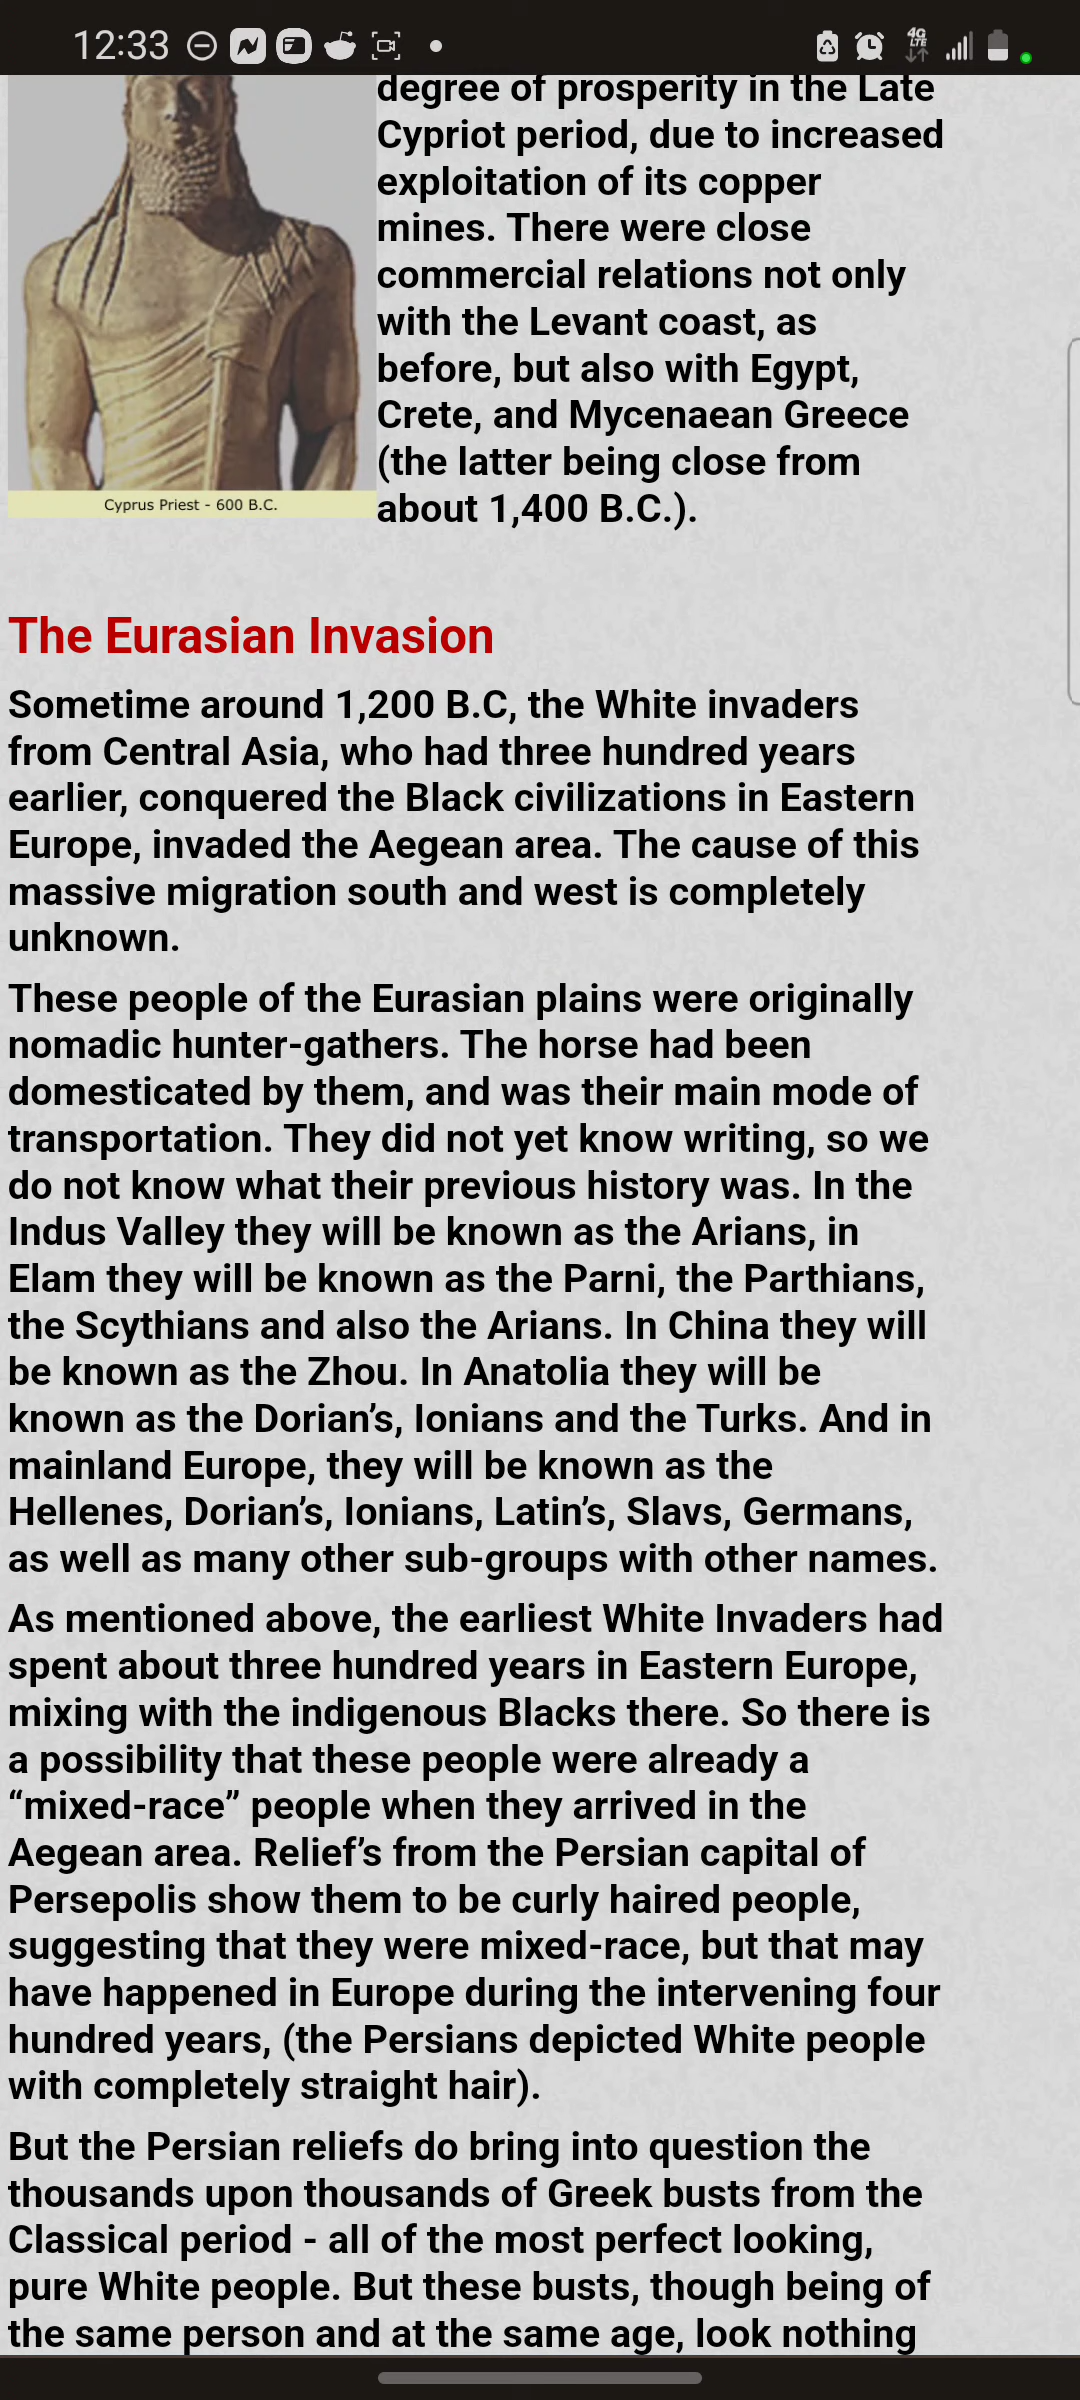 12:33
4G
LTE
degree of prosperity in the Late
Cypriot period, due to increased
exploitation of its copper
mines. There were close
commercial relations not only
with the Levant coast, as
before, but also with Egypt,
Crete, and Mycenaean Greece
(the latter being close from
about 1,400 B.C.).
Cyprus Priest - 600 B.C.
The Eurasian Invasion
Sometime around 1,200 B.C, the White invaders
from Central Asia, who had three hundred years
earlier, conquered the Black civilizations in Eastern
Europe, invaded the Aegean area. The cause of this
massive migration south and west is completely
unknown.
These people of the Eurasian plains were originally
nomadic hunter-gathers. The horse had been
domesticated by them, and was their main mode of
transportation. They did not yet know writing, so we
do not know what their previous history was. In the
Indus Valley they will be known as the Arians, in
Elam they will be known as the Parni, the Parthians,
the Scythians and also the Arians. In China they will
be known as the Zhou. In Anatolia they will be
known as the Dorian’s, Ionians and the Turks. And in
mainland Europe, they will be known as the
Hellenes, Dorian’s, Ionians, Latin’s, Slavs, Germans,
as well as many other sub-groups with other names.
As mentioned above, the earliest White Invaders had
spent about three hundred years in Eastern Europe,
mixing with the indigenous Blacks there. So there is
a possibility that these people were already a
“mixed-race” people when they arrived in the
Aegean area. Relief’s from the Persian capital of
Persepolis show them to be curly haired people,
suggesting that they were mixed-race, but that may
have happened in Europe during the intervening four
hundred years, (the Persians depicted White people
with completely straight hair).
But the Persian reliefs do bring into question the
thousands upon thousands of Greek busts from the
Classical period - all of the most perfect looking,
pure White people. But these busts, though being of
the same person and at the same age, look nothing